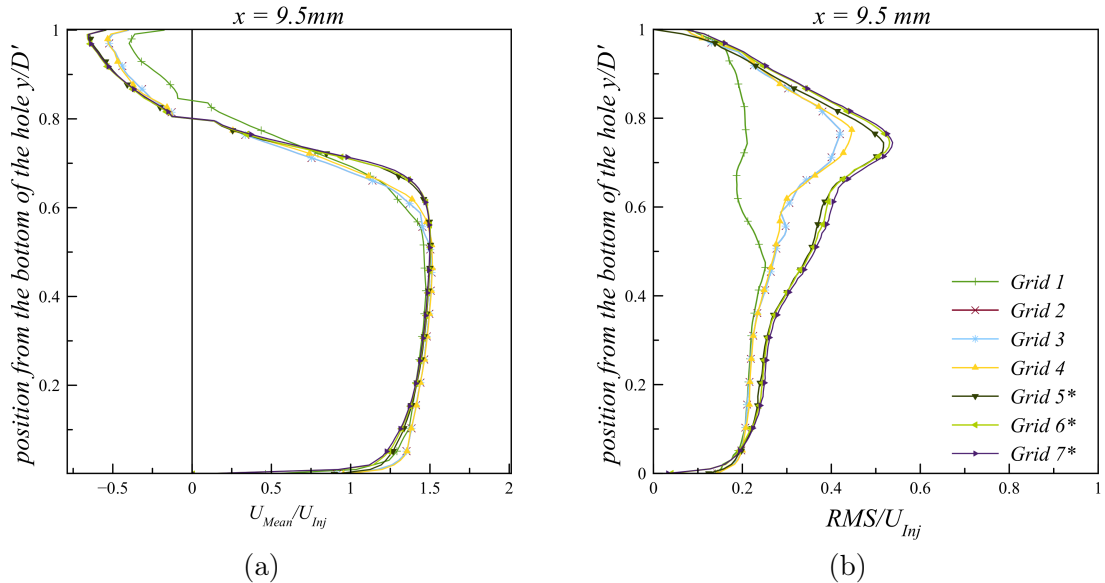 x = 9.5mm
position from the bottom of the hole y/D'
1
0.8
0.6
0.4
0.2
−0.5
0
0.5
1
1.5
2
U_Mean/U_Inj
(a)
x = 9.5 mm
position from the bottom of the hole y/D'
1
0.8
0.6
0.4
0.2
0
0
0.2
0.4
0.6
0.8
1
RMS/U_Inj
Grid 1
Grid 2
Grid 3
Grid 4
Grid 5*
Grid 6*
Grid 7*
(b)